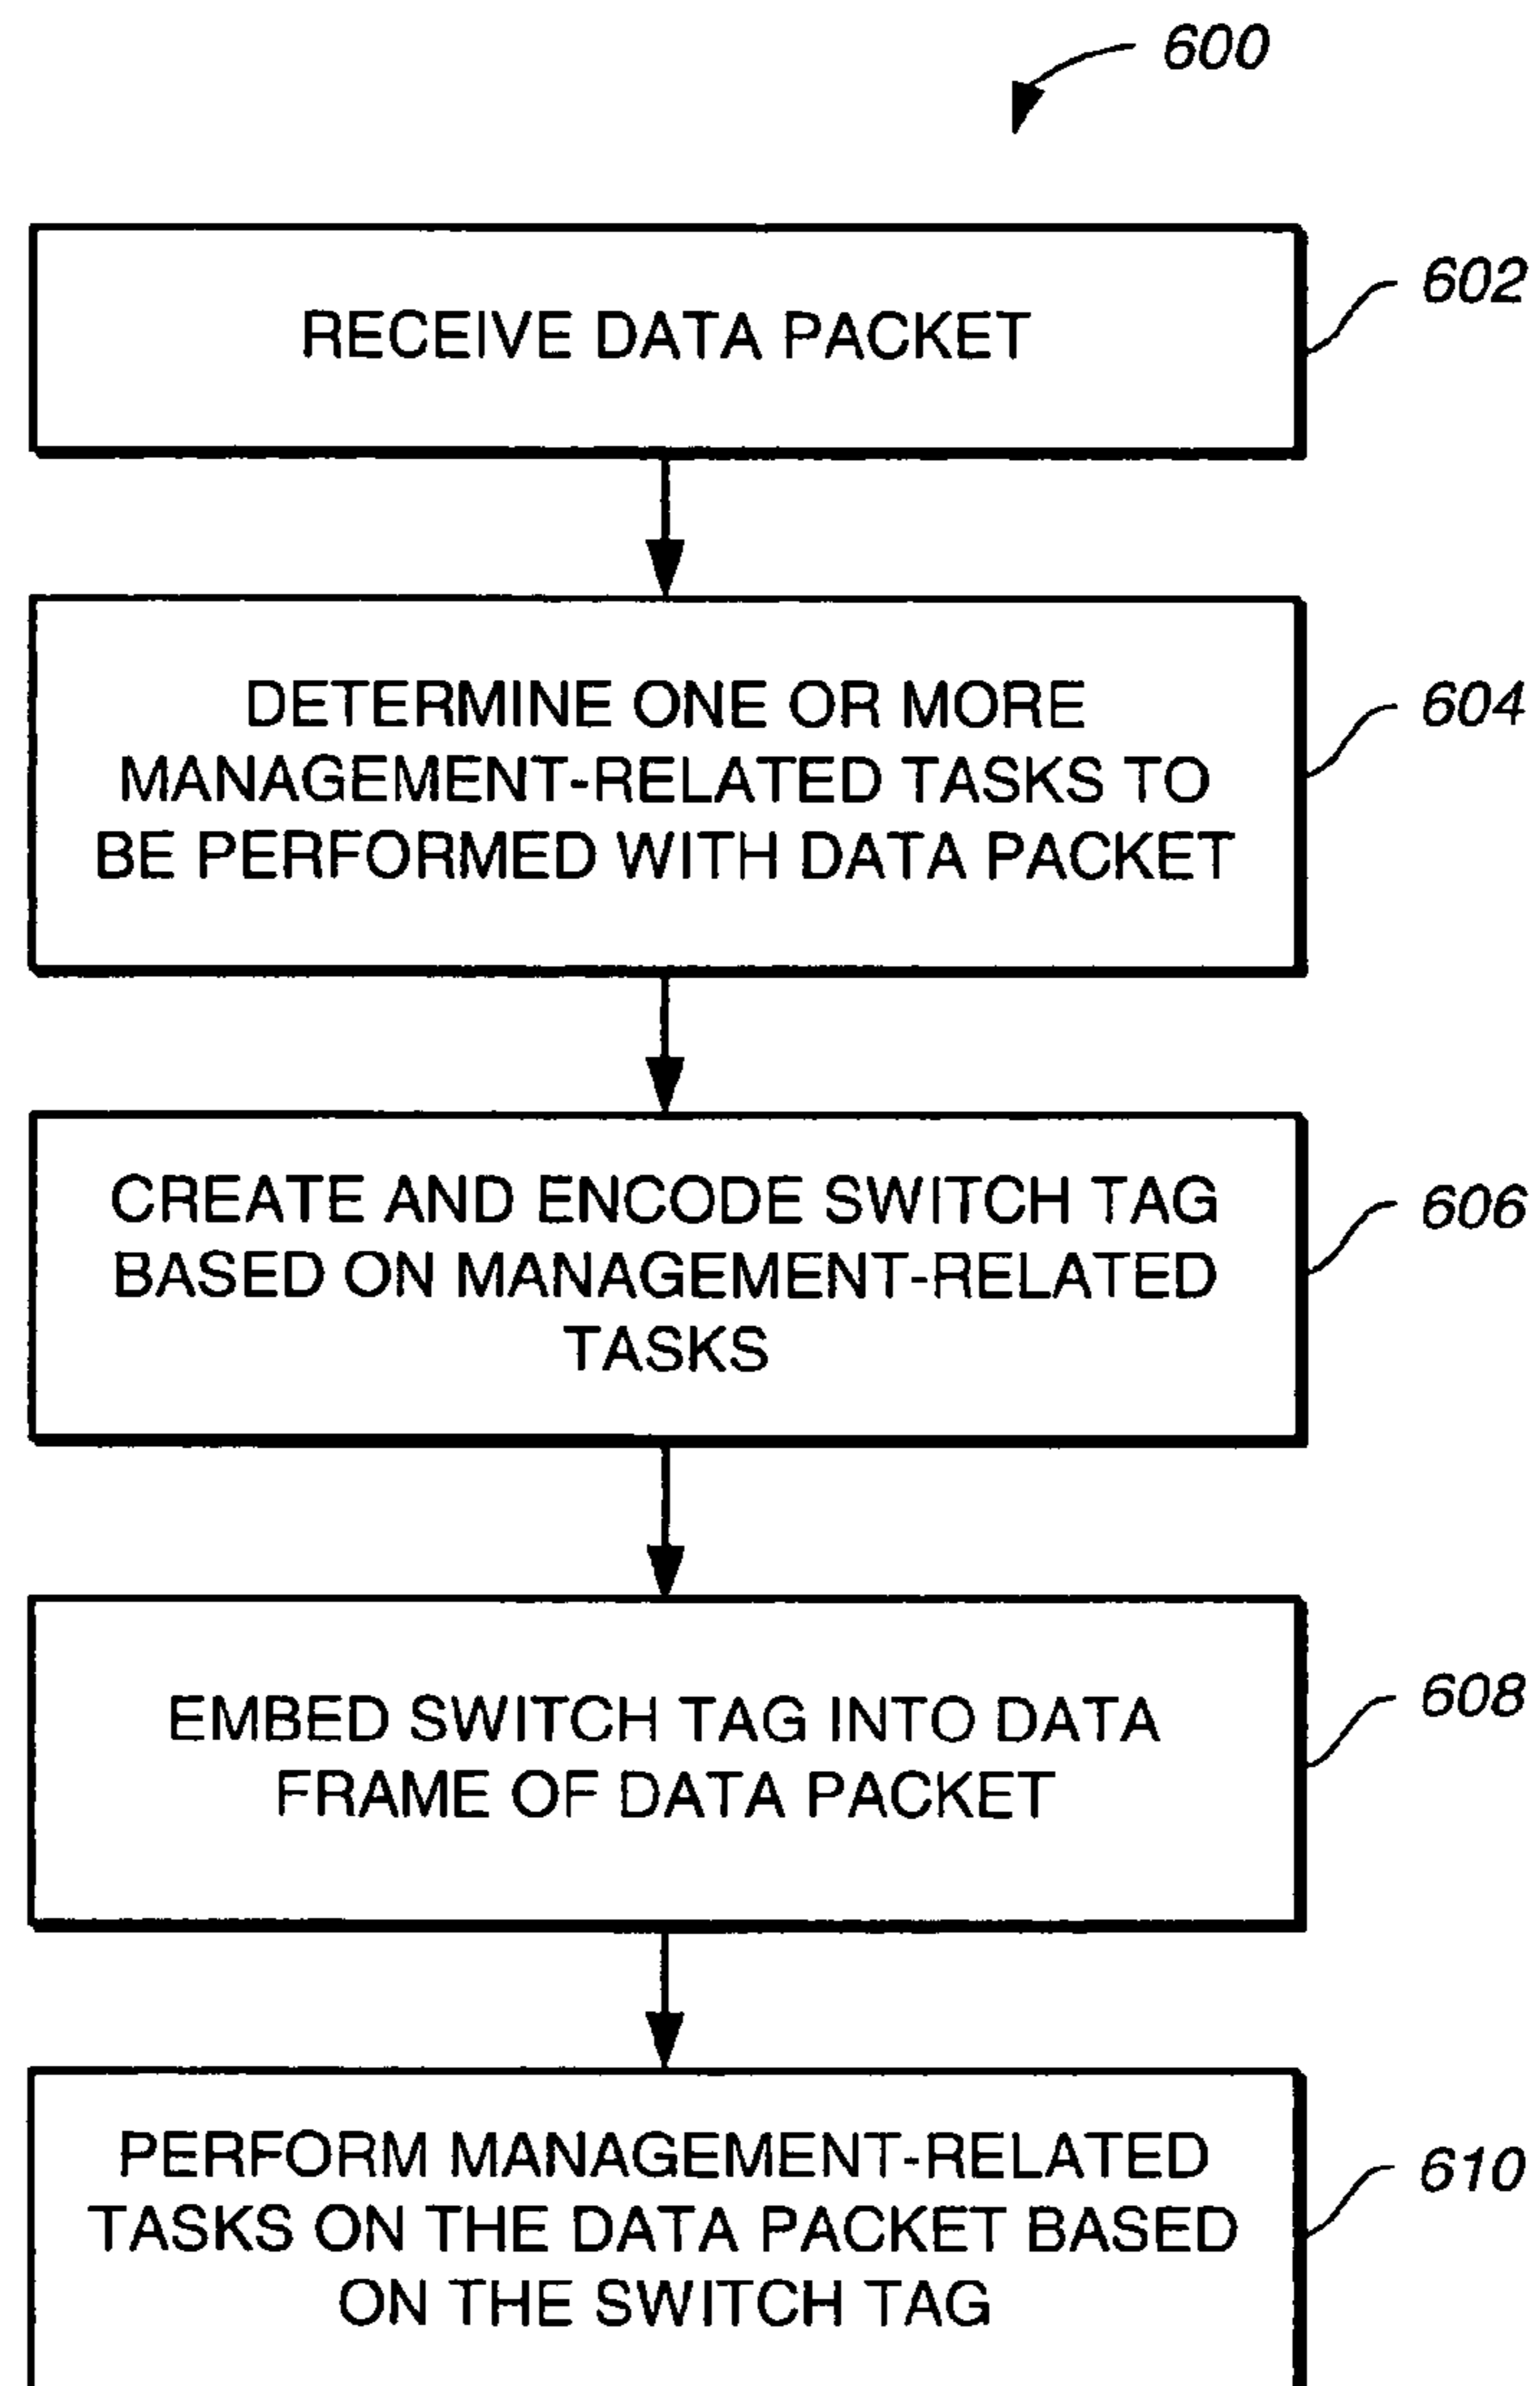 600
RECEIVE DATA PACKET
602
DETERMINE ONE OR MORE
MANAGEMENT-RELATED TASKS TO
BE PERFORMED WITH DATA PACKET
604
CREATE AND ENCODE SWITCH TAG
BASED ON MANAGEMENT-RELATED
TASKS
606
EMBED SWITCH TAG INTO DATA
FRAME OF DATA PACKET
608
PERFORM MANAGEMENT-RELATED
TASKS ON THE DATA PACKET BASED
ON THE SWITCH TAG
610